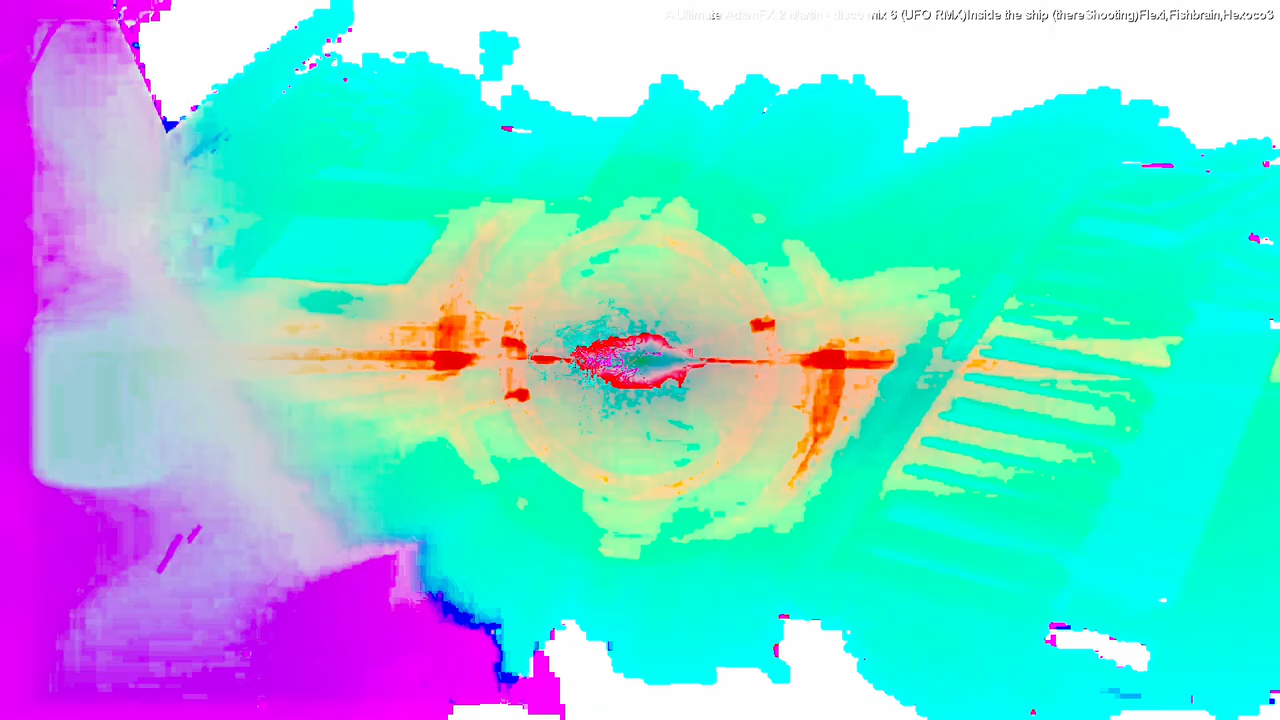 A Ultimate AdamFX 2 Martin - disco mix 6 (UFO RMX)Inside the ship (thereShooting)Flexi,Fishbrain,Hexoco3